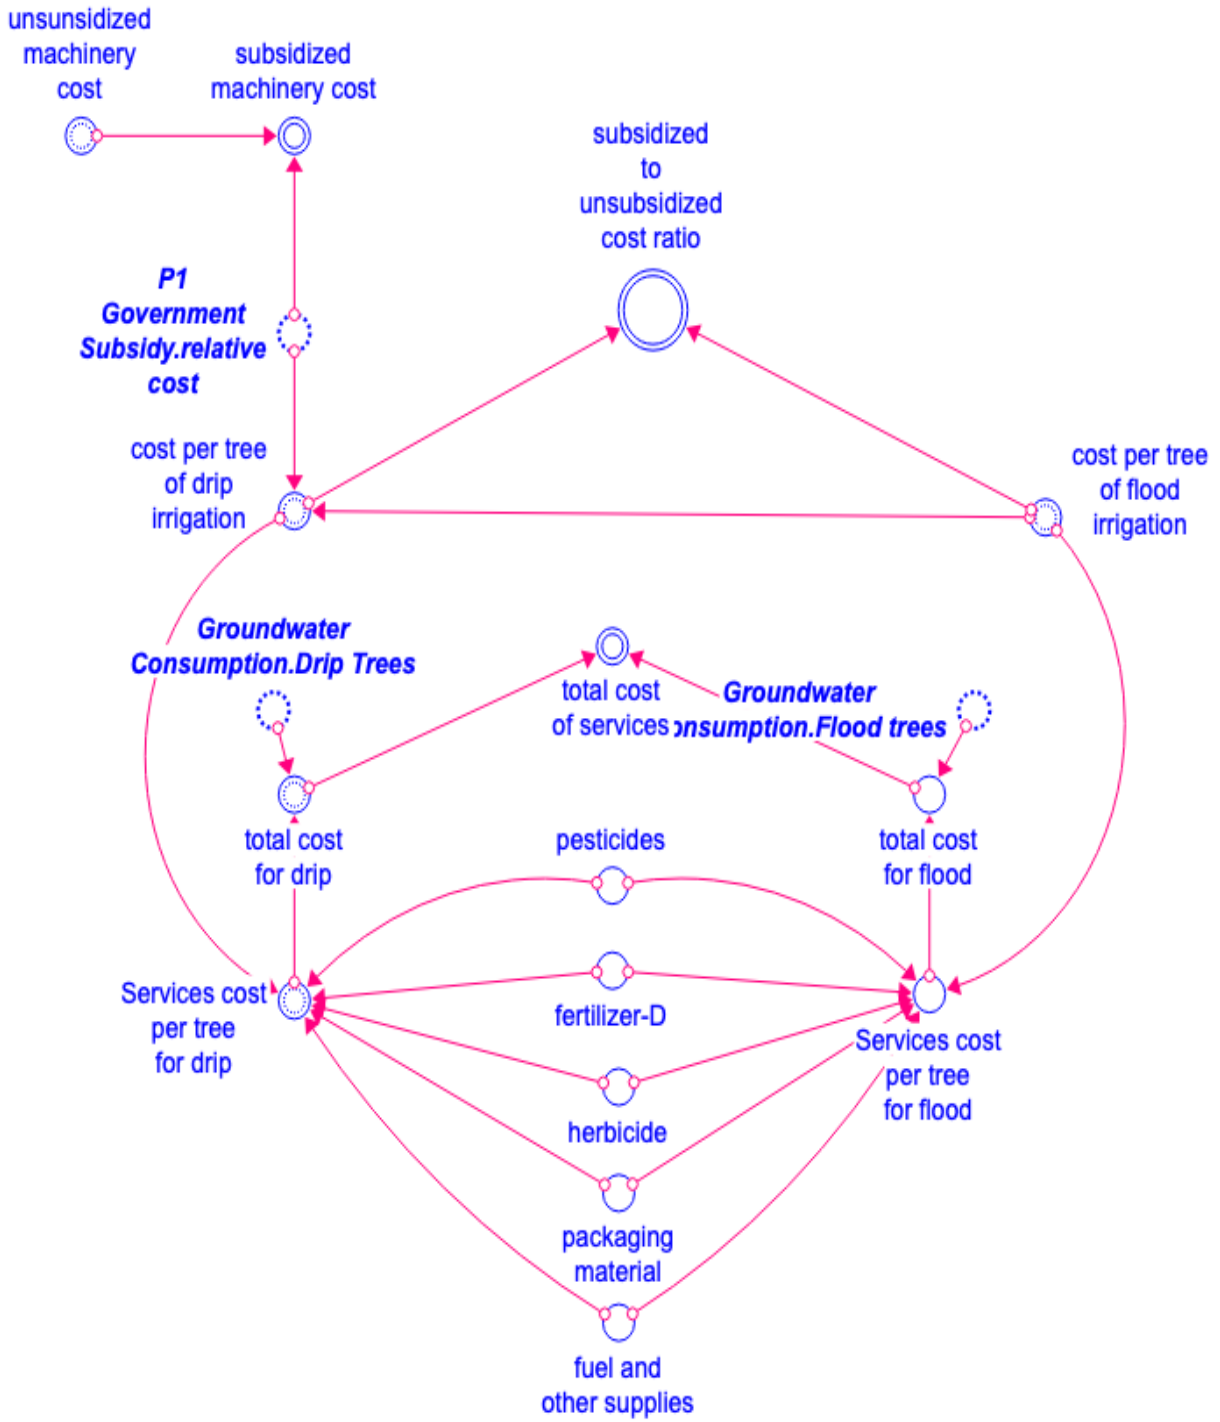 unsunsidized
machinery
cost
subsidized
machinery cost
subsidized
to
unsubsidized
cost ratio
P1
Government
Subsidy.relative
cost
cost per tree
of drip
irrigation
cost per tree
of flood
irrigation
Groundwater
Consumption.Drip Trees
total cost
of services
Groundwater
onsumption.Flood trees
total cost
for drip
pesticides
total cost
for flood
Services cost
per tree
for drip
fertilizer-D
Services cost
per tree
for flood
herbicide
packaging
material
fuel and
other supplies